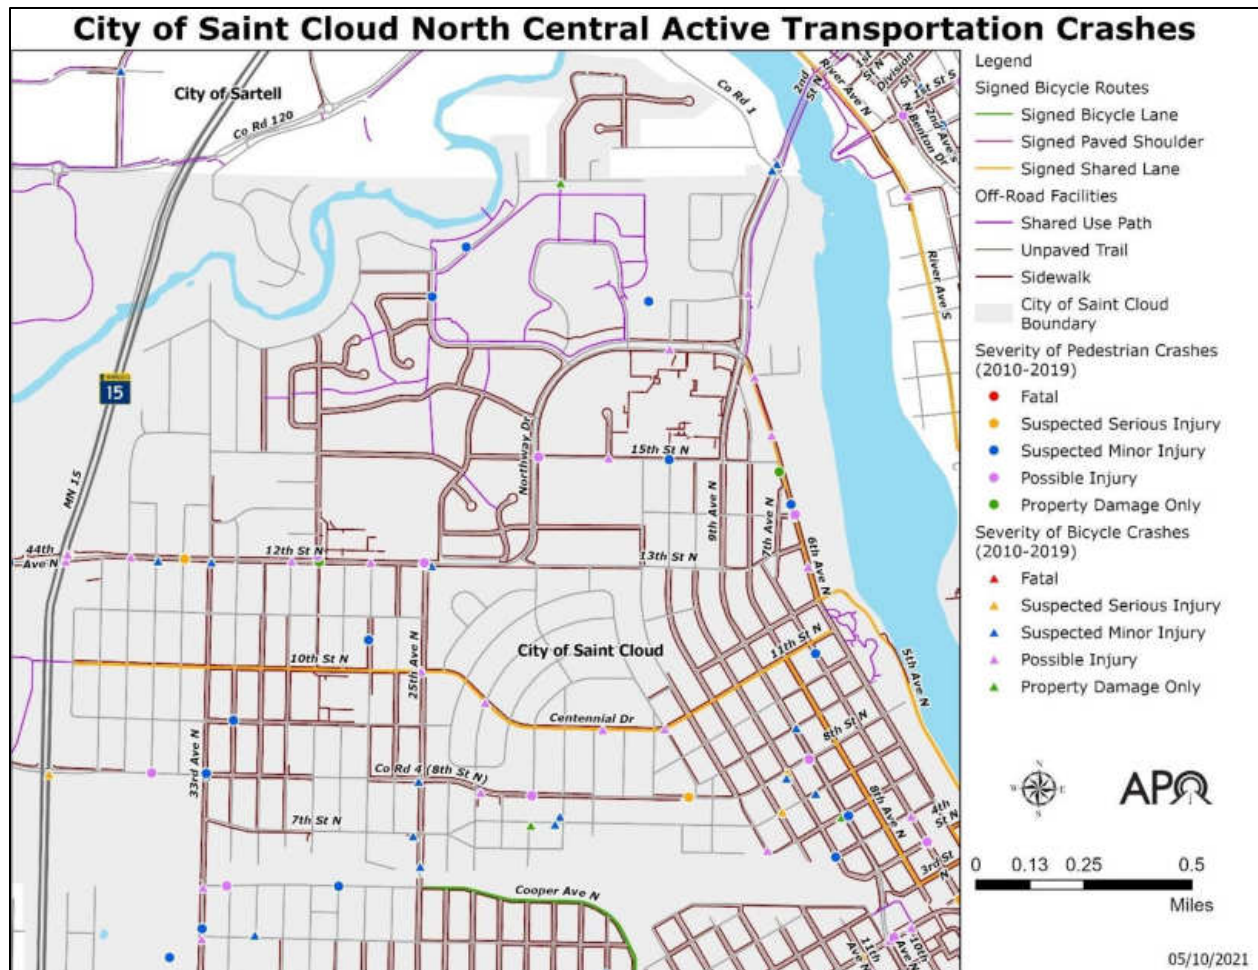 City of Saint Cloud North Central Active Transportation Crashes
City of Sartell
Co Rd 120
Co Rd 1
2nd
St N
River Ave N
1st
St N
Division
St
1st St S
2nd Ave S
N Benton Dr
River Ave S
15
MN 15
Northway Dr
15th St N
9th Ave N
7th Ave N
6th Ave N
44th
Ave N
12th St N
13th St N
City of Saint Cloud
10th St N
25th Ave N
11th St N
5th Ave N
Centennial Dr
8th St N
33rd Ave N
Co Rd 4 (8th St N)
7th St N
8th Ave N
4th
St N
3rd St
N
Cooper Ave N
11th
Ave N
10th
Ave N
Legend
Signed Bicycle Routes
Signed Bicycle Lane
Signed Paved Shoulder
Signed Shared Lane
Off-Road Facilities
Shared Use Path
Unpaved Trail
Sidewalk
City of Saint Cloud
Boundary
Severity of Pedestrian Crashes
(2010-2019)
Fatal
Suspected Serious Injury
Suspected Minor Injury
Possible Injury
Property Damage Only
Severity of Bicycle Crashes
(2010-2019)
Fatal
Suspected Serious Injury
Suspected Minor Injury
Possible Injury
Property Damage Only
N
W E
S
APO
0 0.13 0.25 0.5
Miles
05/10/2021